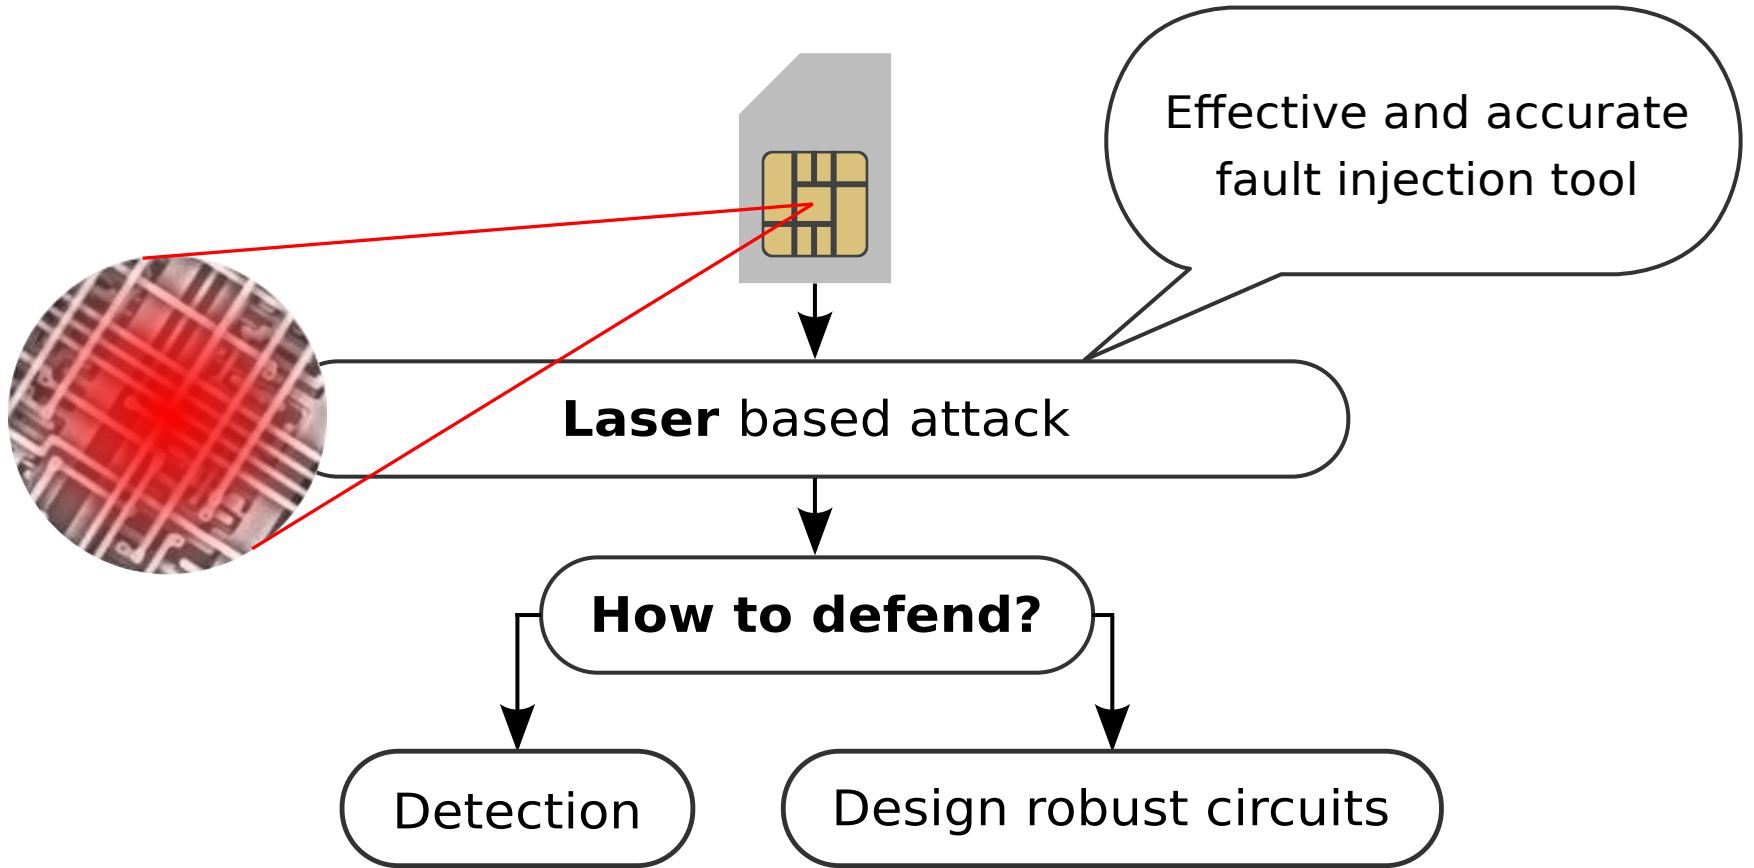 Effective and accurate
fault injection tool
Laser based attack
How to defend?
Detection
Design robust circuits